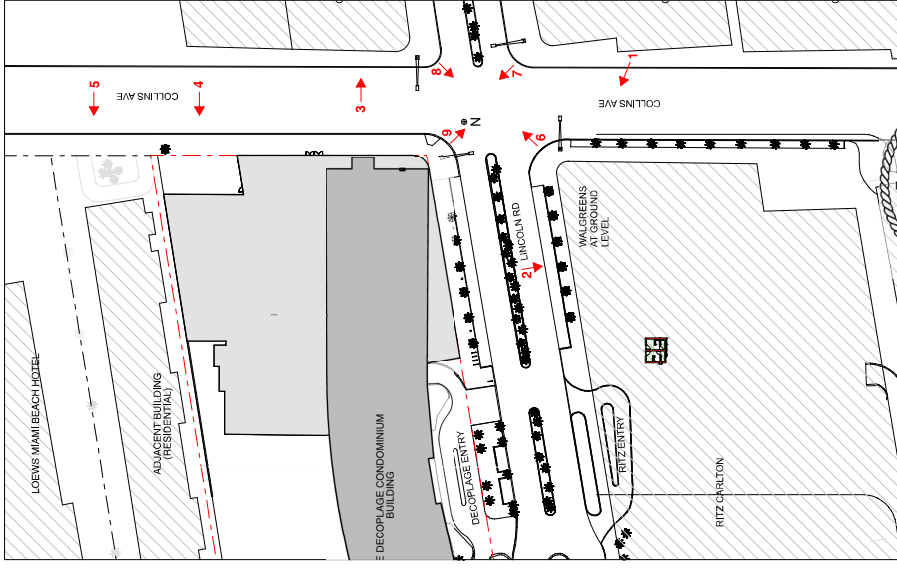 1
8
7
5
4
3
COLLINS AVE
COLLINS AVE
9
N
6
WALGREENS
AT GROUND
LEVEL
LINCOLN RD
2
LOEWS MIAMI BEACH HOTEL
ADJACENT BUILDING
(RESIDENTIAL)
E DECOPLAGE CONDOMINIUM
BUILDING
DECOPLAGE ENTRY
RITZ ENTRY
RITZ CARLTON